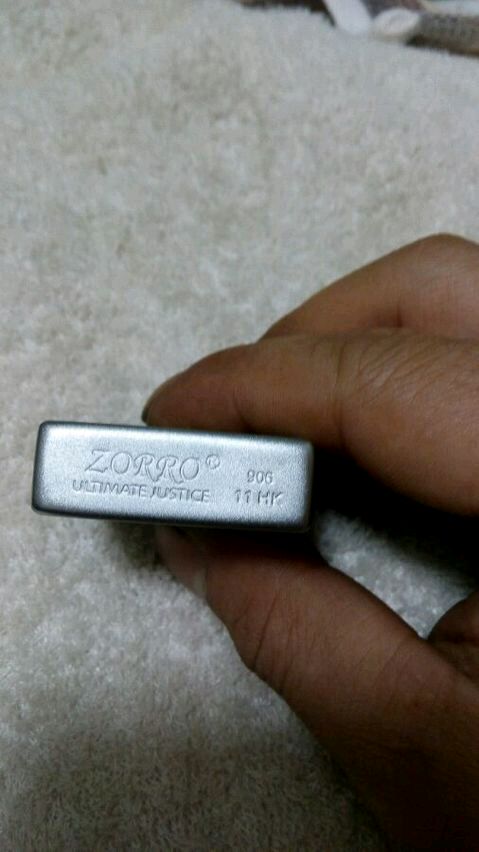 ZORRO®
ULTIMATE JUSTICE
906
11 HK